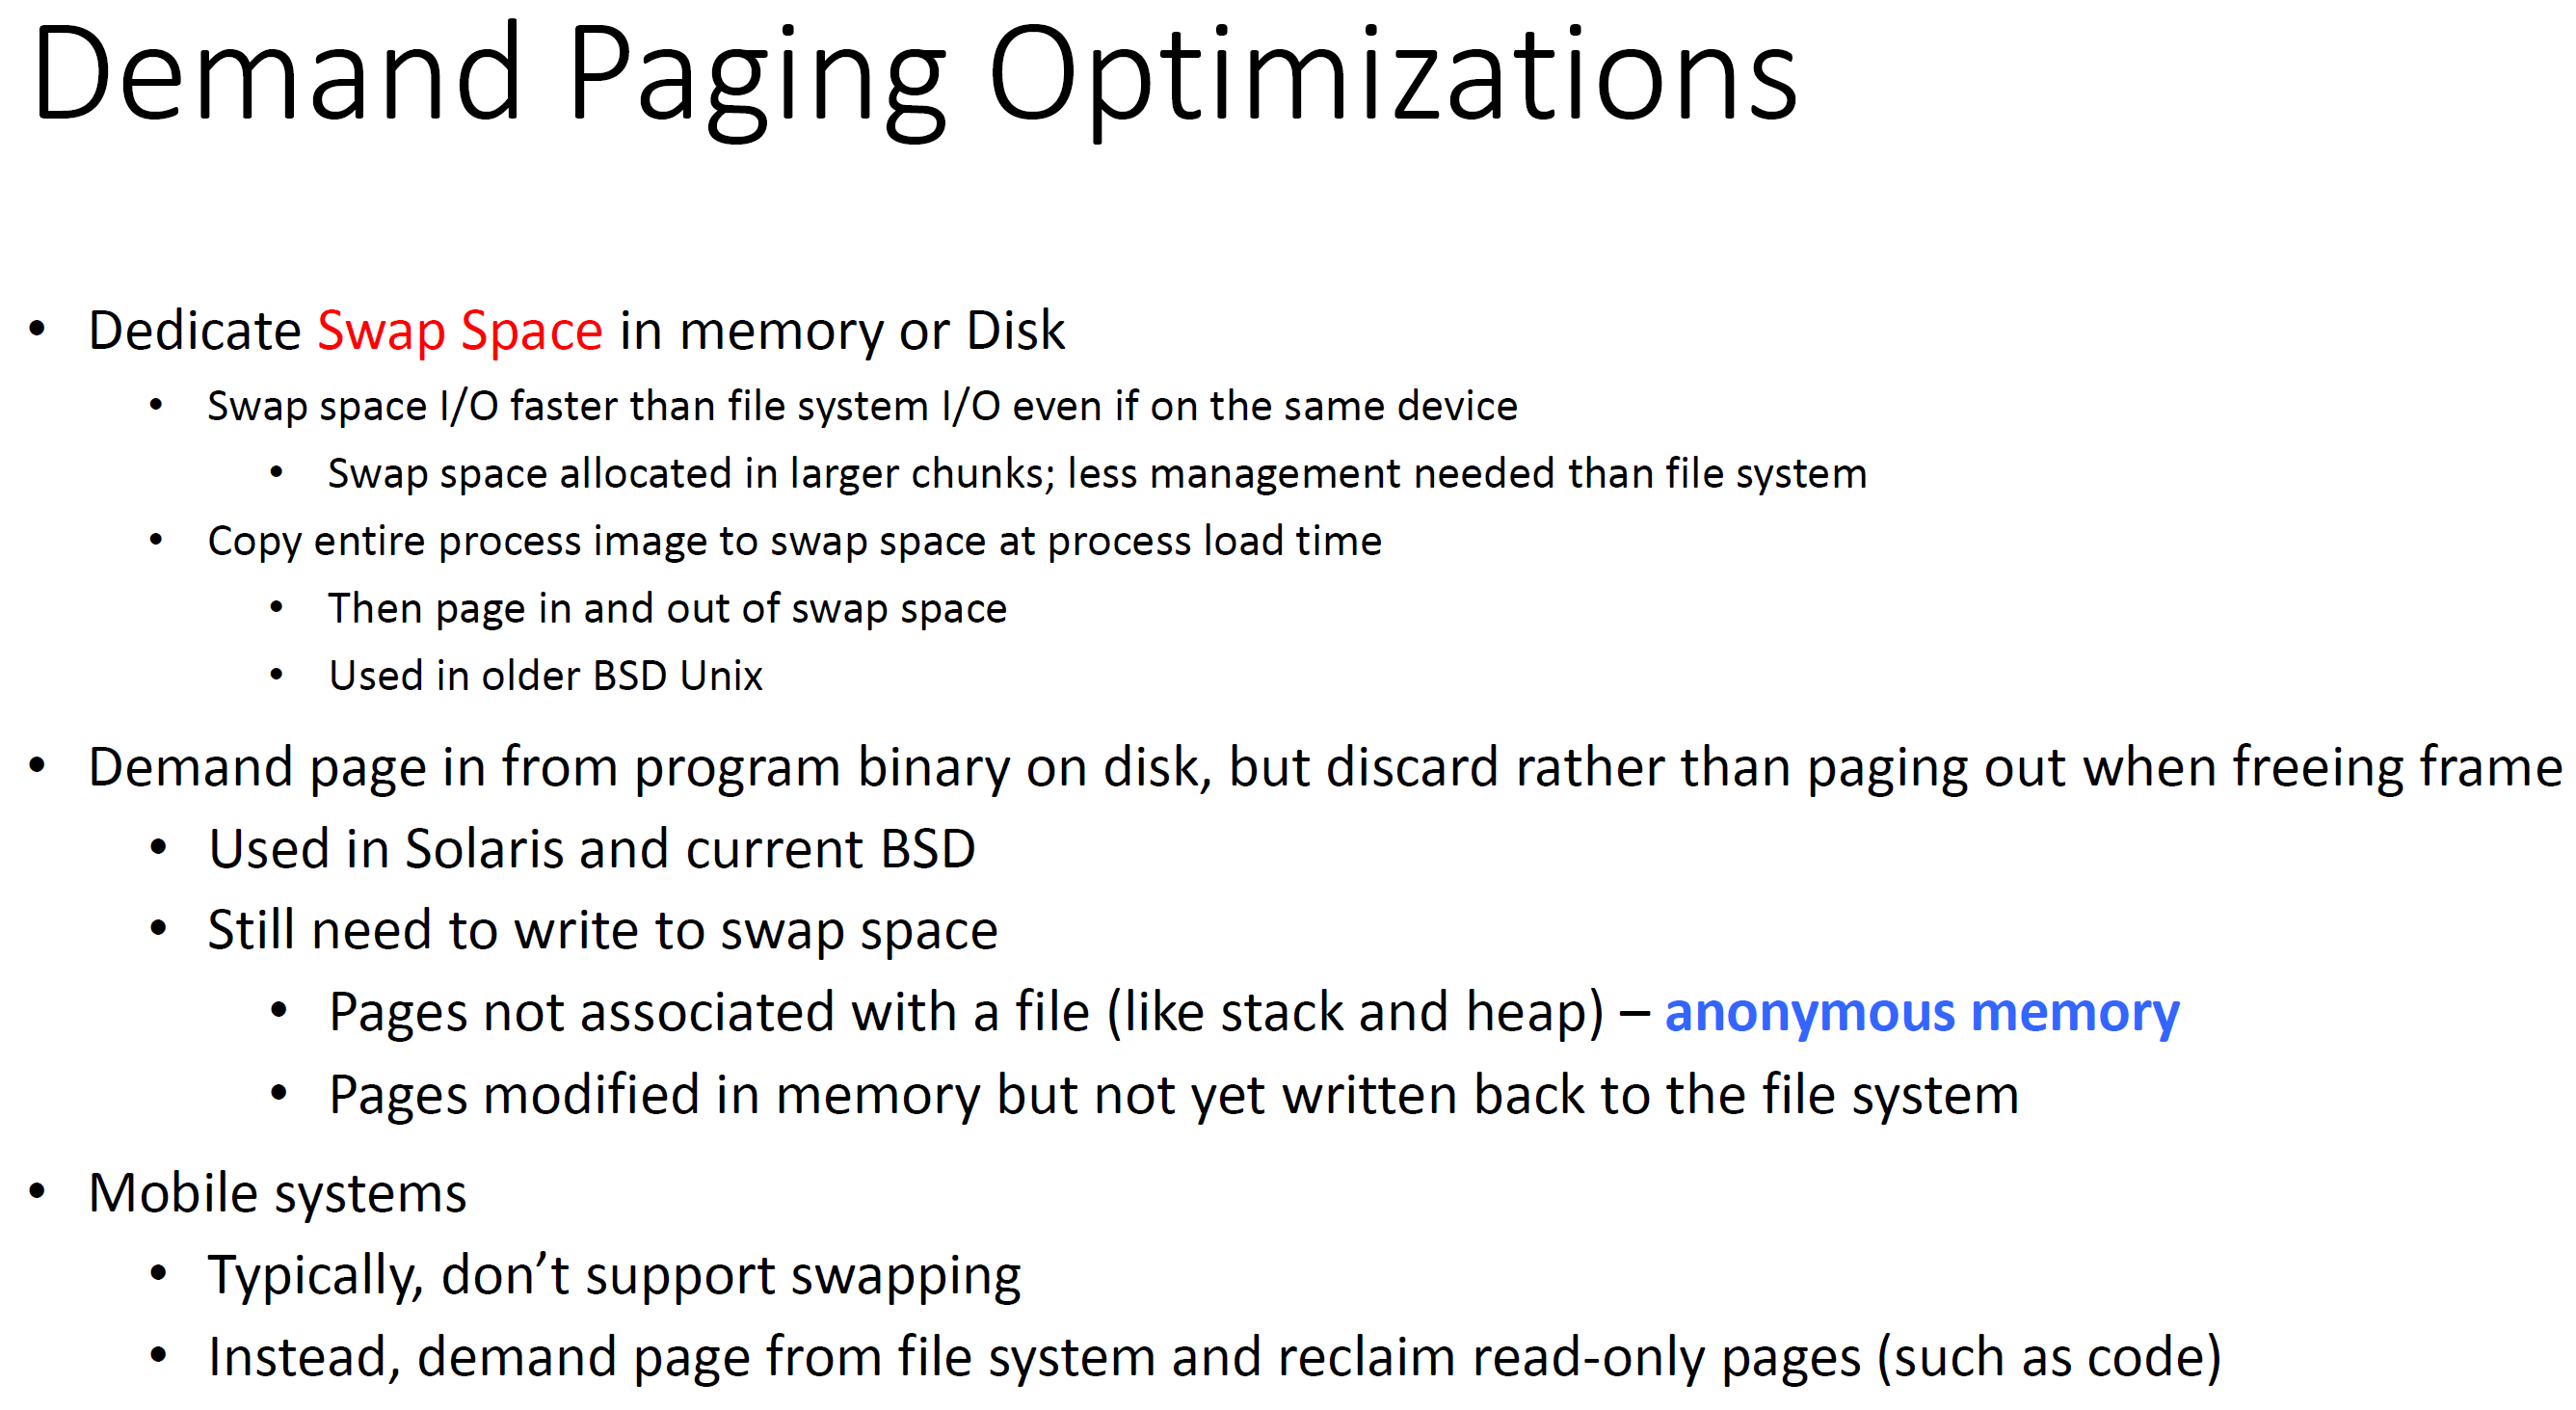 Demand Paging Optimizations
• Dedicate Swap Space in memory or Disk
• Swap space I/O faster than file system I/O even if on the same device
• Swap space allocated in larger chunks; less management needed than file system
• Copy entire process image to swap space at process load time
• Then page in and out of swap space
• Used in older BSD Unix
• Demand page in from program binary on disk, but discard rather than paging out when freeing frame
• Used in Solaris and current BSD
• Still need to write to swap space
• Pages not associated with a file (like stack and heap) – anonymous memory
• Pages modified in memory but not yet written back to the file system
• Mobile systems
• Typically, don’t support swapping
• Instead, demand page from file system and reclaim read-only pages (such as code)